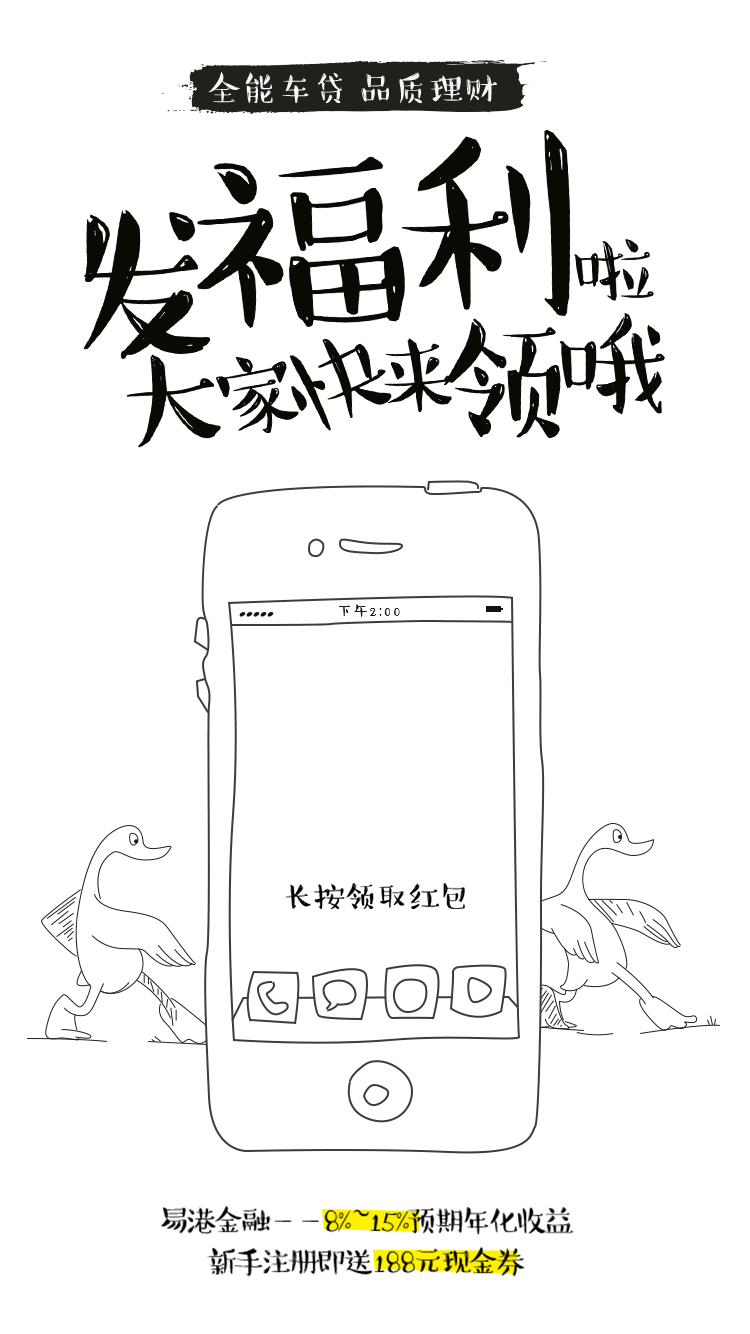 全能车贷 品质理财
发福利啦
大家快来领哦
下午2:00
长按领取红包
易港金融——8%~15%预期年化收益
新手注册即送188元现金券